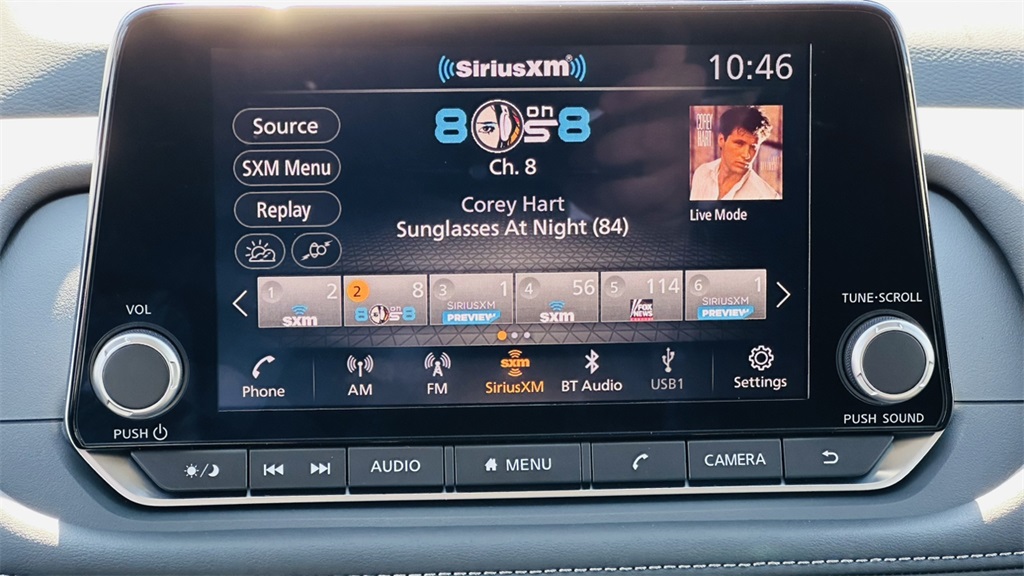 SiriusXM®
10:46
Source
8 on 8s
COREY
HART
SXM Menu
Ch. 8
Replay
Corey Hart
Live Mode
Sunglasses At Night (84)
1 2 sxm
2 8 8 on 8s
3 1 SIRIUSXM PREVIEW
4 56 sxm
5 114 FOX NEWS
6 1 SIRIUSXM PREVIEW
VOL
TUNE·SCROLL
Phone
AM
FM
sxm
SiriusXM
BT Audio
USB1
Settings
PUSH
PUSH SOUND
AUDIO
MENU
CAMERA